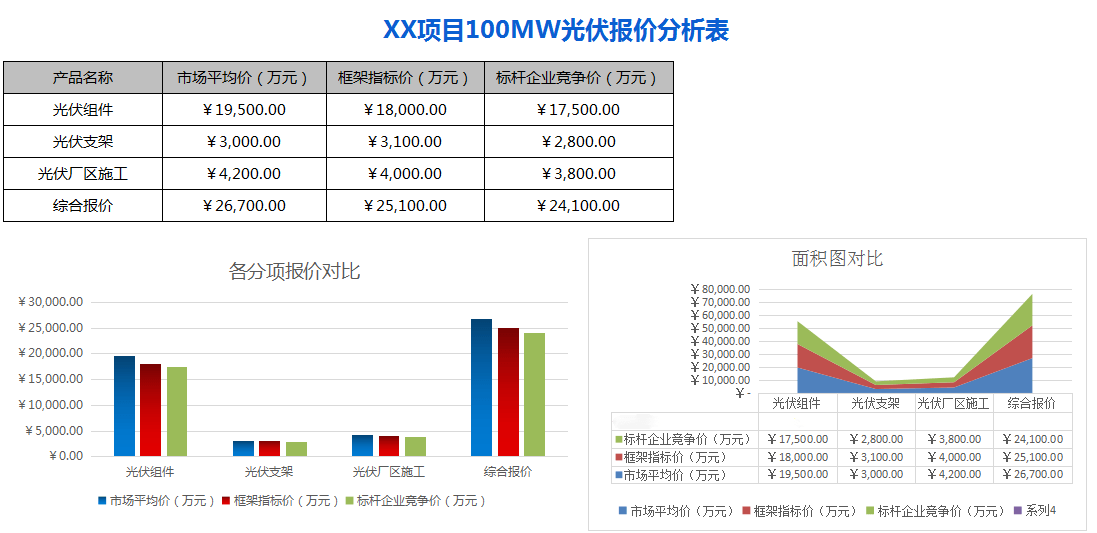 XX项目100MW光伏报价分析表
产品名称 市场平均价（万元） 框架指标价（万元） 标杆企业竞争价（万元）
光伏组件 ￥19,500.00 ￥18,000.00 ￥17,500.00
光伏支架 ￥3,000.00 ￥3,100.00 ￥2,800.00
光伏厂区施工 ￥4,200.00 ￥4,000.00 ￥3,800.00
综合报价 ￥26,700.00 ￥25,100.00 ￥24,100.00
各分项报价对比
￥30,000.00
￥25,000.00
￥20,000.00
￥15,000.00
￥10,000.00
￥5,000.00
￥0.00
光伏组件 光伏支架 光伏厂区施工 综合报价
市场平均价（万元） 框架指标价（万元） 标杆企业竞争价（万元）
面积图对比
￥80,000.00
￥70,000.00
￥60,000.00
￥50,000.00
￥40,000.00
￥30,000.00
￥20,000.00
￥10,000.00
￥-
光伏组件 光伏支架 光伏厂区施工 综合报价
标杆企业竞争价（万元） ￥17,500.00 ￥2,800.00 ￥3,800.00 ￥24,100.00
框架指标价（万元） ￥18,000.00 ￥3,100.00 ￥4,000.00 ￥25,100.00
市场平均价（万元） ￥19,500.00 ￥3,000.00 ￥4,200.00 ￥26,700.00
市场平均价（万元） 框架指标价（万元） 标杆企业竞争价（万元） 系列4